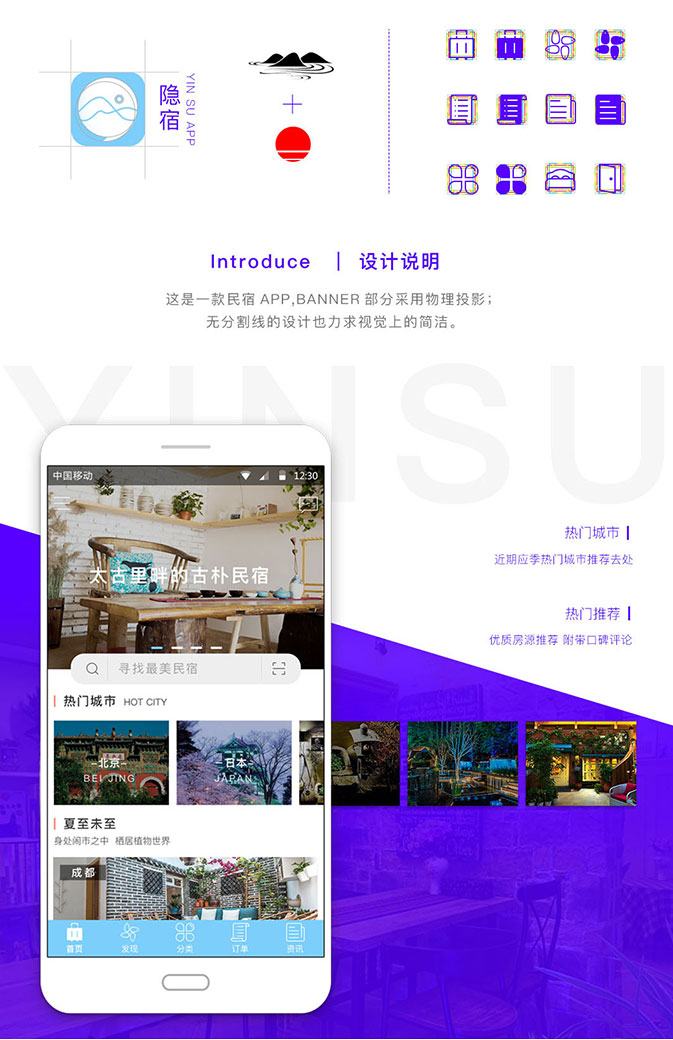 隐宿
YIN SU APP
Introduce | 设计说明
这是一款民宿 APP,BANNER 部分采用物理投影；
无分割线的设计也力求视觉上的简洁。
YINSU
中国移动
12:30
太古里畔的古朴民宿
寻找最美民宿
热门城市 HOT CITY
-北京-
BEI JING
-日本-
JAPAN
夏至未至
身处闹市之中 栖居植物世界
成都
首页
发现
分类
订单
资讯
热门城市
近期应季热门城市推荐去处
热门推荐
优质房源推荐 附带口碑评论